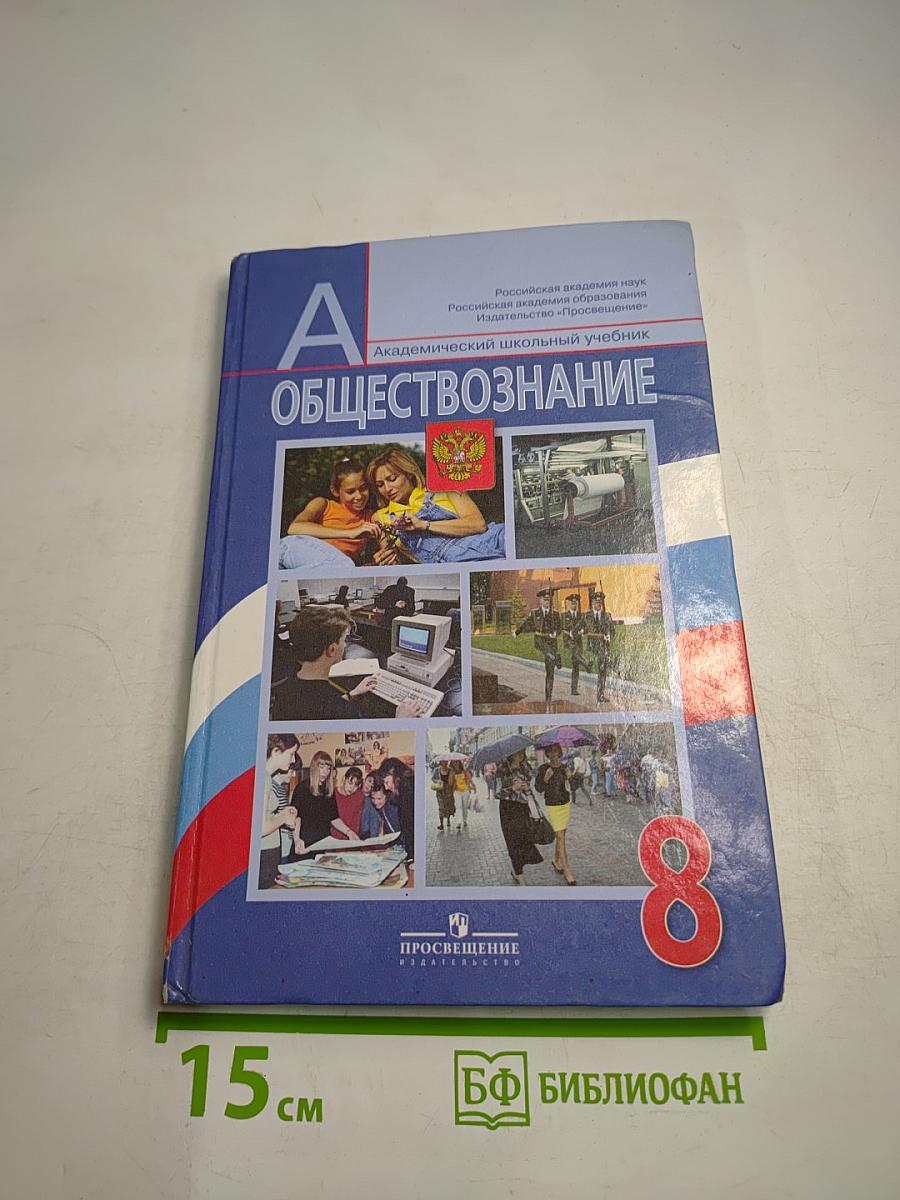 А
Российская академия наук
Российская академия образования
Издательство «Просвещение»
Академический школьный учебник
ОБЩЕСТВОЗНАНИЕ
8
ПРОСВЕЩЕНИЕ
ИЗДАТЕЛЬСТВО
15 см
БФ БИБЛИОФАН